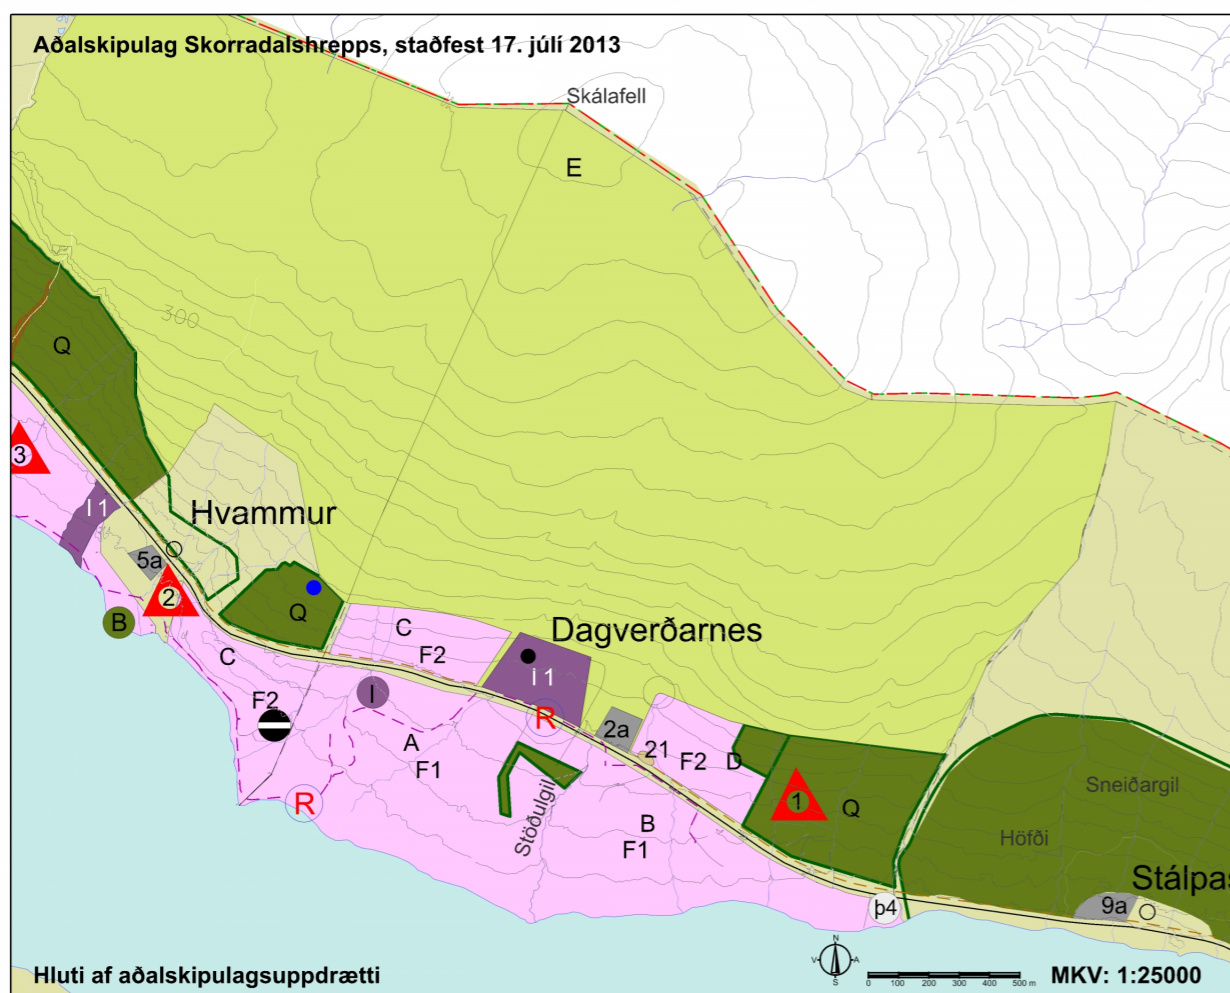 Aðalskipulag Skorradalshrepps, staðfest 17. júlí 2013
Skálafell
E
300
Q
3
I 1
Hvammur
5a
2
B
Q
C
F2
Dagverðarnes
C
F2
I
i 1
R
A
F1
2a
21
F2
D
1
Q
R
Stöðulgil
B
F1
Sneiðargil
Höfði
Stálpas
9a
þ4
N
V
A
S
0 100 200 300 400 500 m
MKV: 1:25000
Hluti af aðalskipulagsuppdrætti